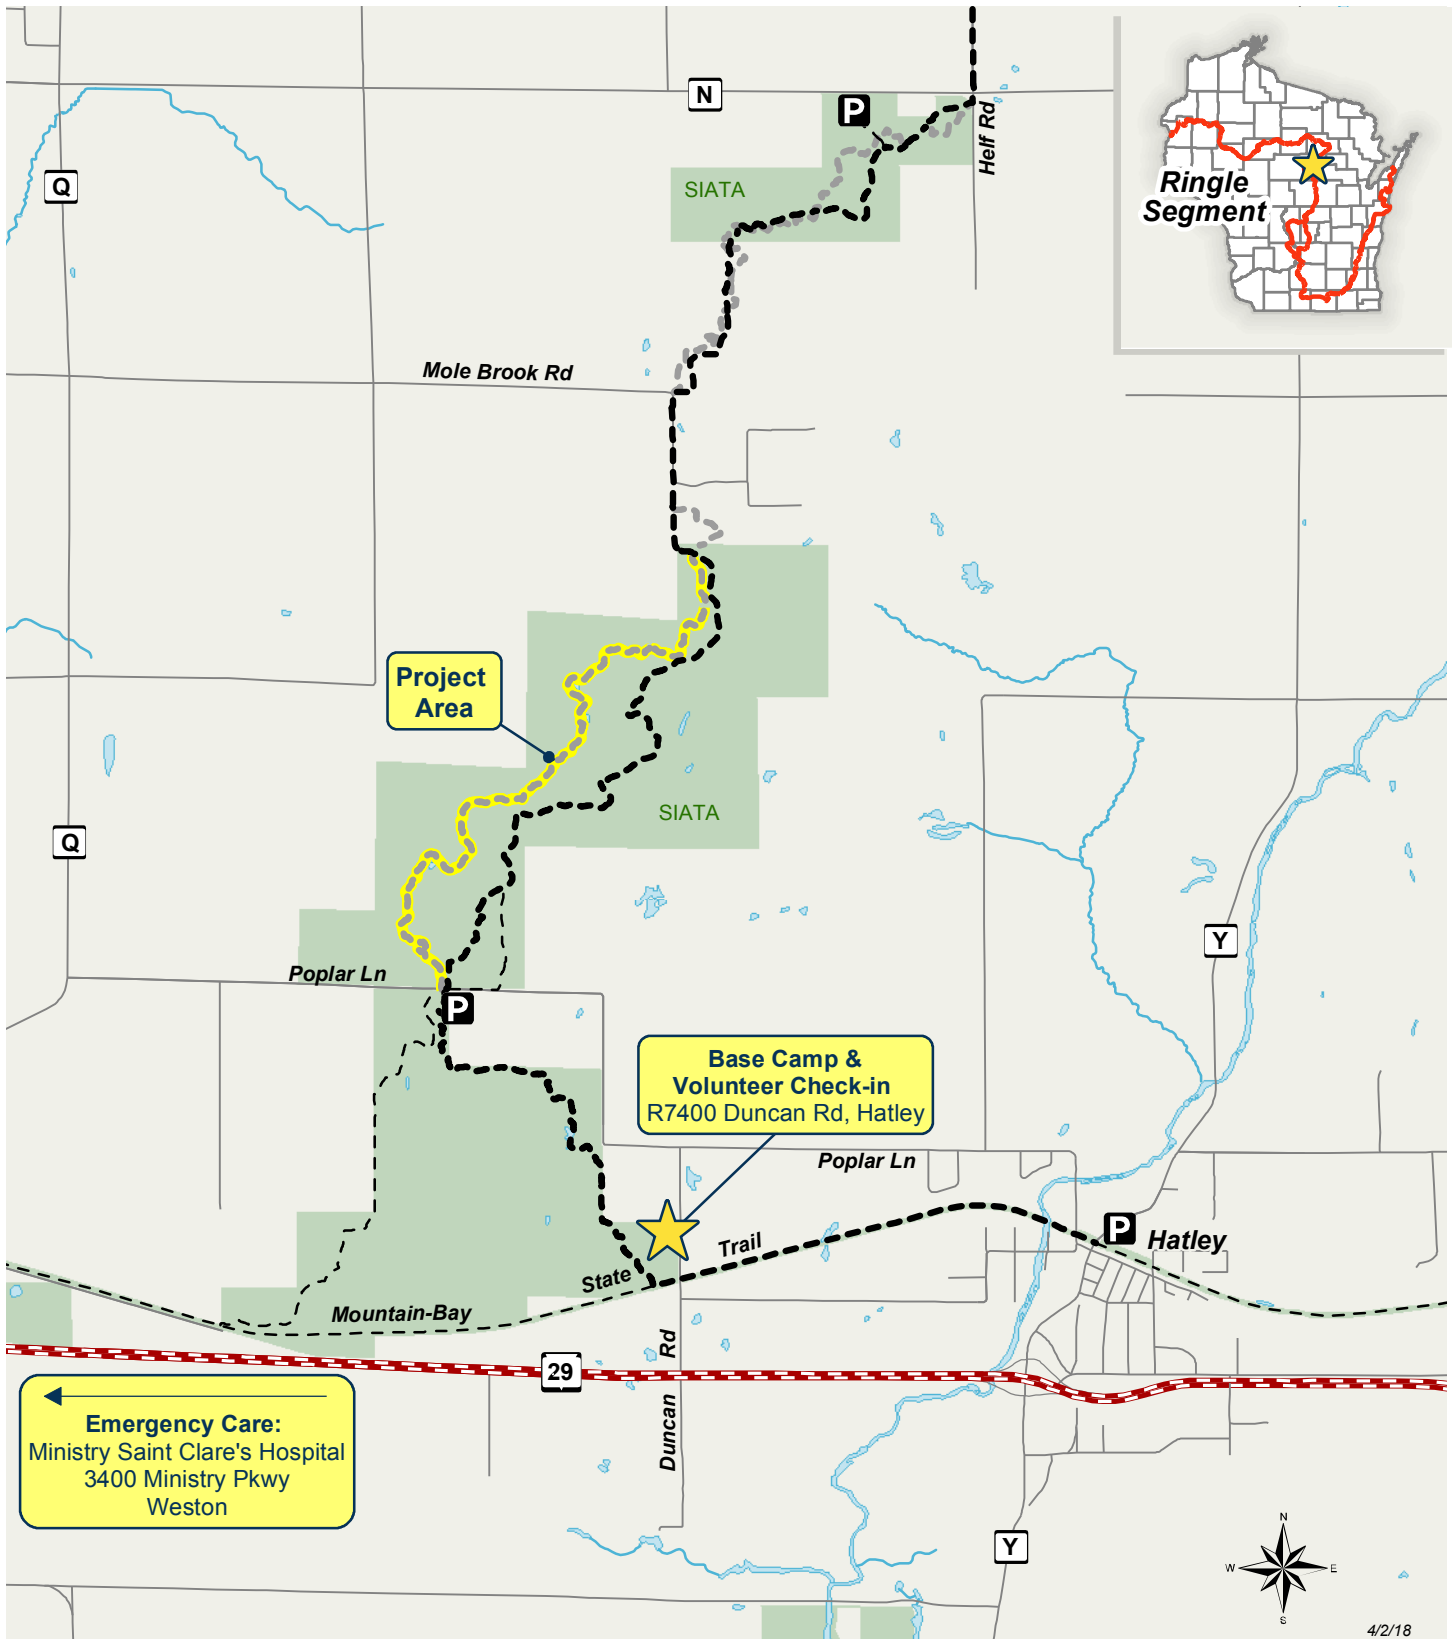 N
P
Helf Rd
Q
SIATA
Ringle
Segment
Mole Brook Rd
Project
Area
SIATA
Q
Y
Poplar Ln
P
Base Camp &
Volunteer Check-in
R7400 Duncan Rd, Hatley
Poplar Ln
P
Hatley
Mountain-Bay State Trail
29
Duncan Rd
Emergency Care:
Ministry Saint Clare's Hospital
3400 Ministry Pkwy
Weston
Y
N
W
E
S
4/2/18